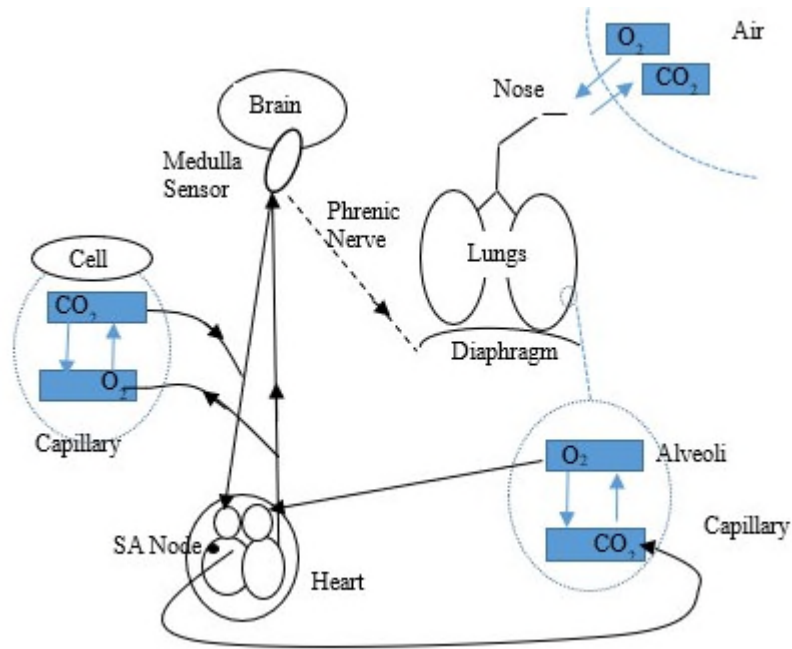 O₂
Air
CO₂
Nose
Brain
Medulla
Sensor
Phrenic
Nerve
Lungs
Cell
CO₂
O₂
Capillary
Diaphragm
O₂
Alveoli
CO₂
Capillary
SA Node
Heart